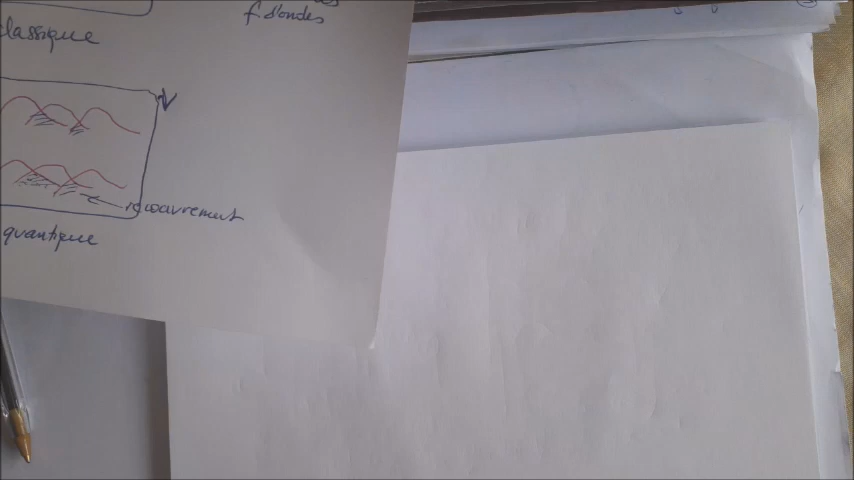 f d'ondes
classique
V
recouvrement
quantique